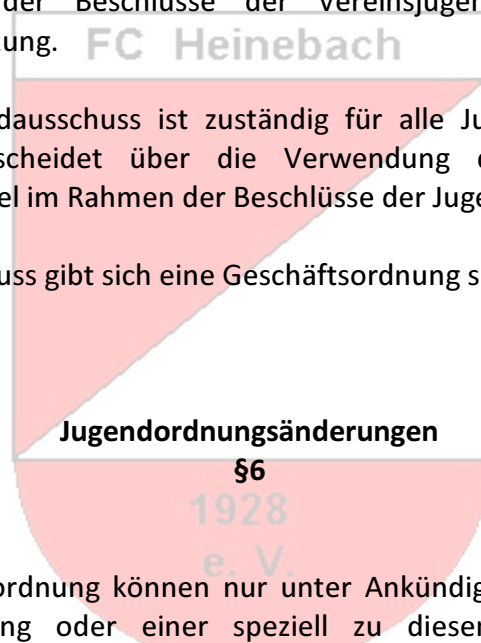 der Beschlüsse der Vereinsjugen
zung.
FC Heinebach
dausschuss ist zuständig für alle Ju
scheidet über die Verwendung
el im Rahmen der Beschlüsse der Juge
uss gibt sich eine Geschäftsordnung s
Jugendordnungsänderungen
§6
1928
e. V.
ordnung können nur unter Ankündig
ng oder einer speziell zu dieser